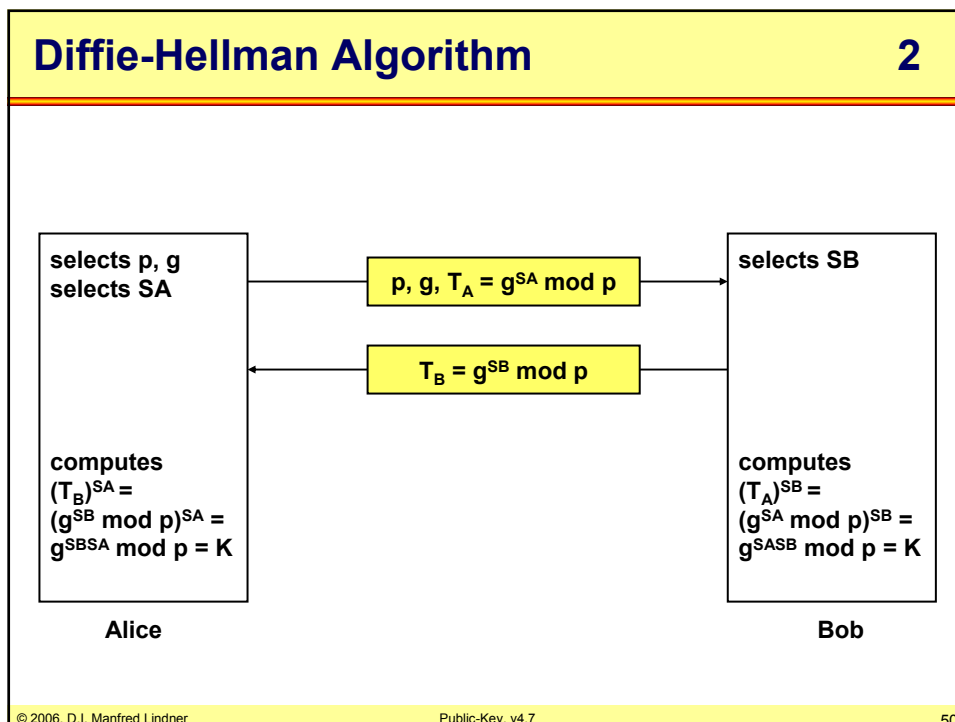 Diffie-Hellman Algorithm 2
selects p, g
selects SA
p, g, T_A = g^SA mod p
selects SB
T_B = g^SB mod p
computes
(T_B)^SA =
(g^SB mod p)^SA =
g^SBSA mod p = K
computes
(T_A)^SB =
(g^SA mod p)^SB =
g^SASB mod p = K
Alice
Bob
© 2006, D.I. Manfred Lindner
Public-Key, v4.7
50